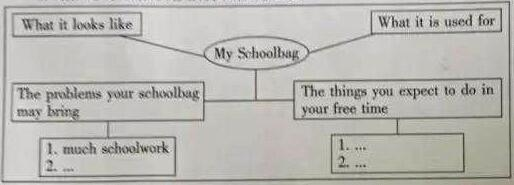 What it looks like
What it is used for
My Schoolbag
The problems your schoolbag
may bring
The things you expect to do in
your free time
1. much schoolwork
2. ...
1. ...
2. ...